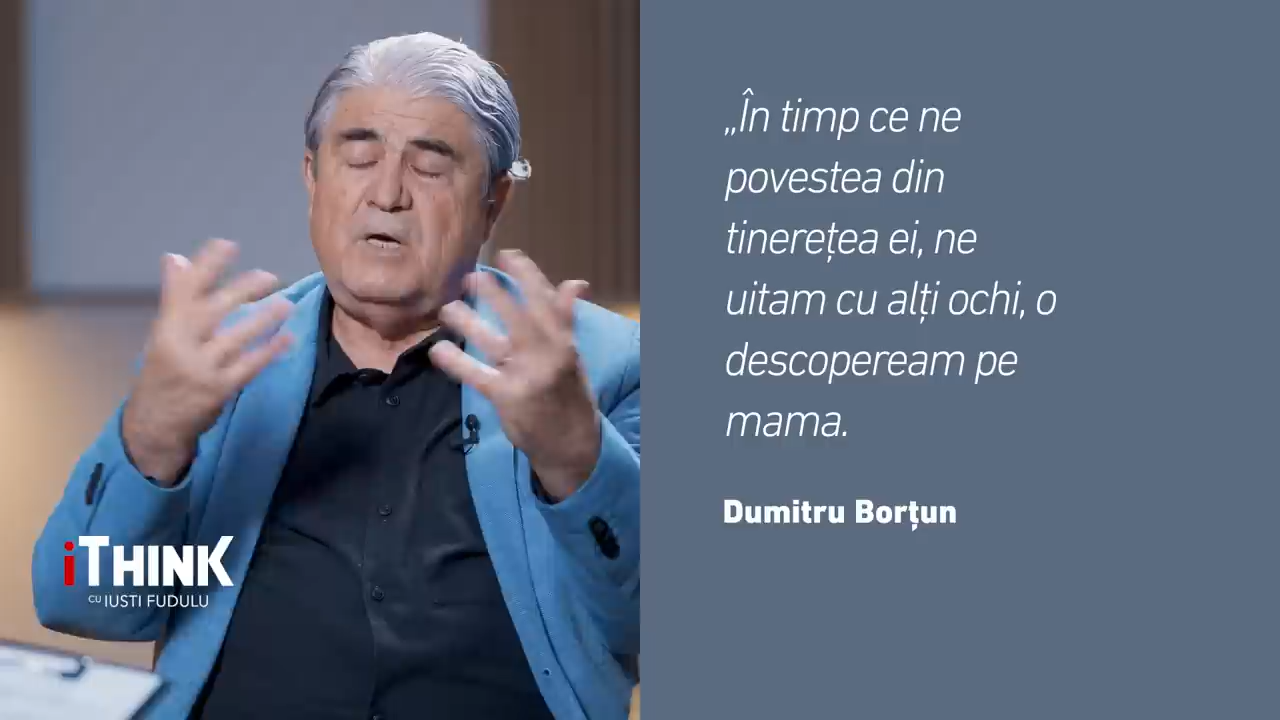 „În timp ce ne
povestea din
tinerețea ei, ne
uitam cu alți ochi, o
descopeream pe
mama.
Dumitru Borțun
iTHINK
CU IUSTI FUDULU